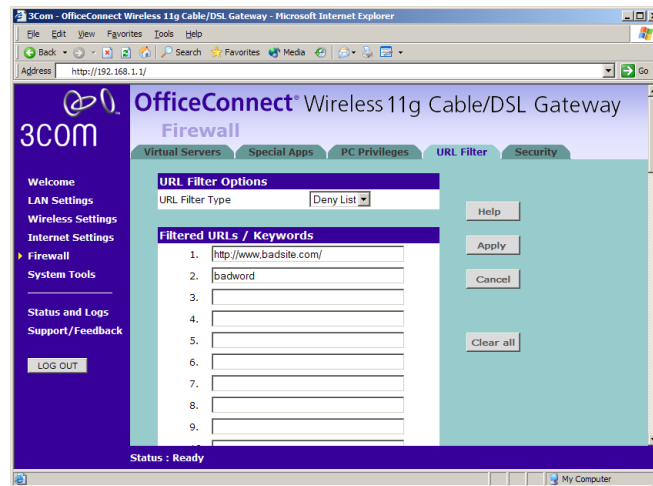 3Com - OfficeConnect Wireless 11g Cable/DSL Gateway - Microsoft Internet Explorer
File Edit View Favorites Tools Help
Back Search Favorites Media
Address http://192.168.1.1/ Go
3COM
OfficeConnect® Wireless 11g Cable/DSL Gateway
Firewall
Virtual Servers Special Apps PC Privileges URL Filter Security
Welcome
LAN Settings
Wireless Settings
Internet Settings
Firewall
System Tools
Status and Logs
Support/Feedback
LOG OUT
URL Filter Options
URL Filter Type Deny List
Filtered URLs / Keywords
1. http://www.badsite.com/
2. badword
3.
4.
5.
6.
7.
8.
9.
Help
Apply
Cancel
Clear all
Status : Ready
My Computer